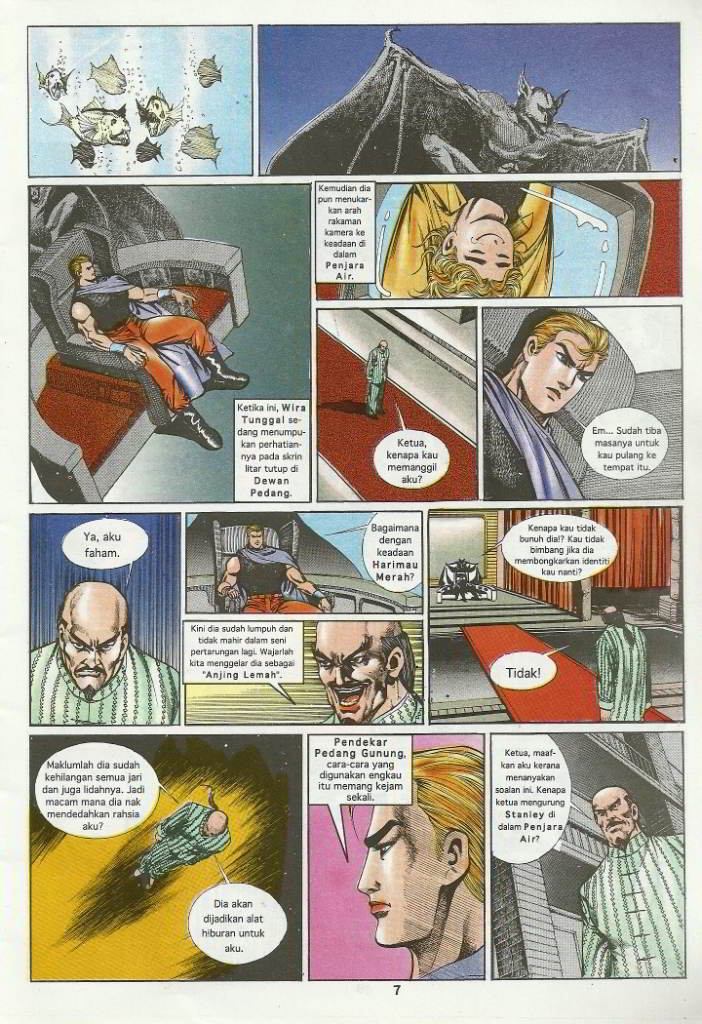 Kemudian dia
pun menukar-
kan arah
rakaman
kamera ke
keadaan di
dalam
Penjara
Air.
Ketika ini, Wira
Tunggal se-
dang menumpu-
kan perhatian-
nya pada skrin
litar tutup di
Dewan
Pedang.
Ketua,
kenapa kau
memanggil
aku?
Em... Sudah tiba
masanya untuk
kau pulang ke
tempat itu.
Ya, aku
faham.
Bagaimana
dengan
keadaan
Harimau
Merah?
Kini dia sudah lumpuh dan
tidak mahir dalam seni
pertarungan lagi. Wajarlah
kita menggelar dia sebagai
"Anjing Lemah".
Kenapa kau tidak
bunuh dia!? Kau tidak
bimbang jika dia
membongkarkan identiti
kau nanti?
Tidak!
Maklumlah dia sudah
kehilangan semua jari
dan juga lidahnya. Jadi
macam mana dia nak
mendedahkan rahsia
aku?
Dia akan
dijadikan alat
hiburan untuk
aku.
Pendekar
Pedang Gunung,
cara-cara yang
digunakan engkau
itu memang kejam
sekali.
Ketua, maaf-
kan aku kerana
menanyakan
soalan ini. Kenapa
ketua mengurung
Stanley di
dalam Penjara
Air?
7